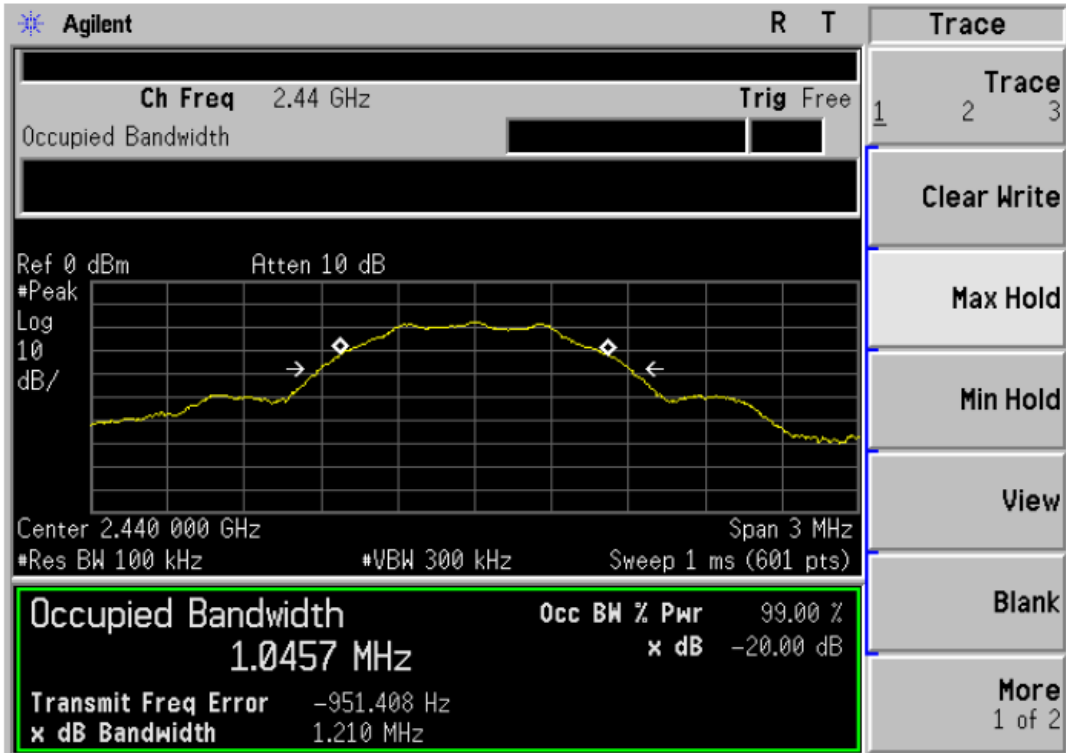 Agilent R T Trace
Trace
1 2 3
Ch Freq 2.44 GHz Trig Free
Occupied Bandwidth
Clear Write
Ref 0 dBm Atten 10 dB
#Peak
Log
10
dB/
Max Hold
Min Hold
View
Center 2.440 000 GHz Span 3 MHz
#Res BW 100 kHz #VBW 300 kHz Sweep 1 ms (601 pts)
Occupied Bandwidth Occ BW % Pwr 99.00 %
1.0457 MHz x dB -20.00 dB
Blank
Transmit Freq Error -951.408 Hz
x dB Bandwidth 1.210 MHz
More
1 of 2